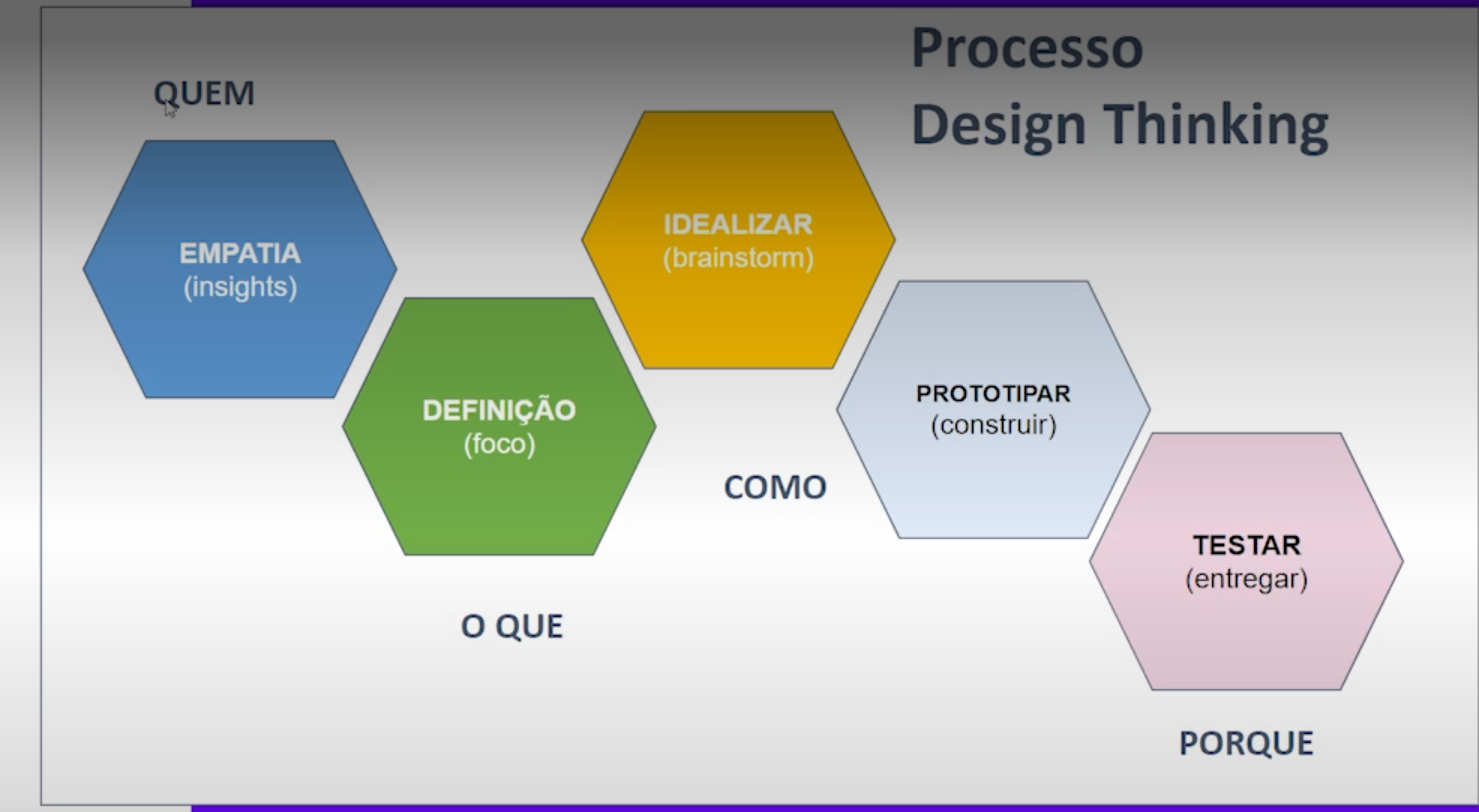 Processo
Design Thinking
QUEM
EMPATIA
(insights)
DEFINIÇÃO
(foco)
O QUE
IDEALIZAR
(brainstorm)
COMO
PROTOTIPAR
(construir)
TESTAR
(entregar)
PORQUE